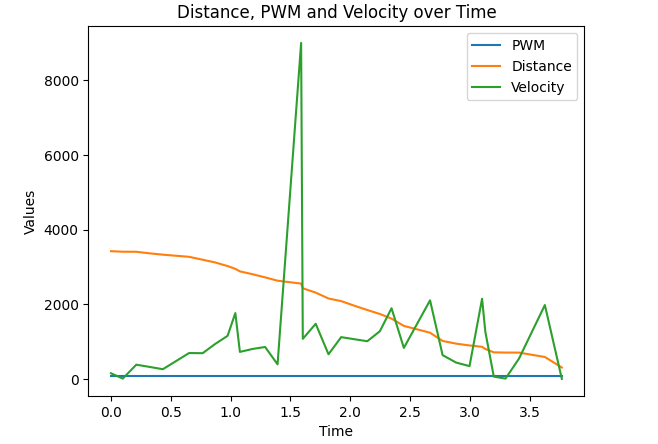 Distance, PWM and Velocity over Time
PWM
Distance
Velocity
Values
8000
6000
4000
2000
0
0.0 0.5 1.0 1.5 2.0 2.5 3.0 3.5
Time